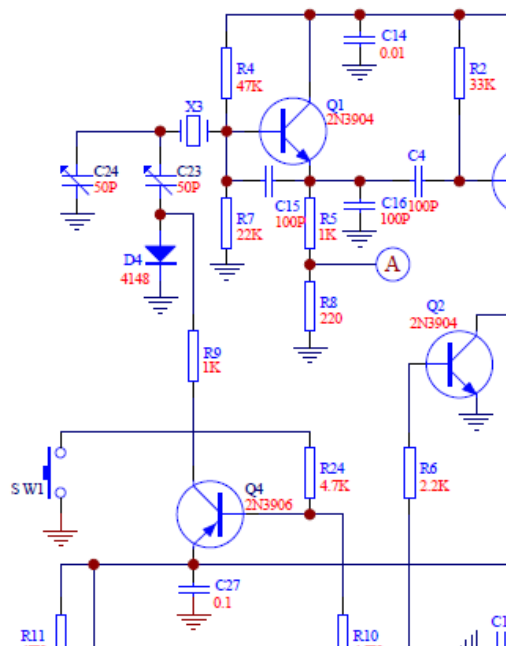 C14
0.01
R4
47K
R2
33K
X3
Q1
2N3904
C4
C24
50P
C23
50P
C15
100P
R5
1K
C16
100P
100P
R7
22K
A
D4
4148
R8
220
Q2
2N3904
R9
1K
SW1
R24
4.7K
R6
2.2K
Q4
2N3906
C27
0.1
R11
R10
C1